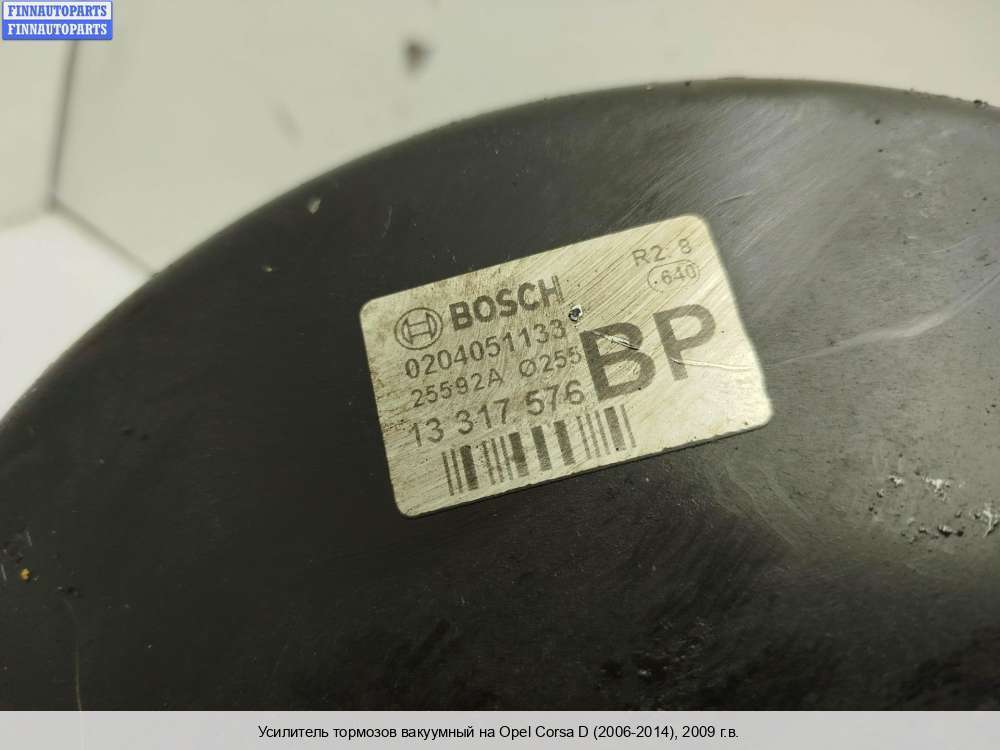 FINNAUTOPARTS
FINNAUTOPARTS
R2 8
.640
BOSCH
0204051133
25592A Ø255
13 317 576
BP
Усилитель тормозов вакуумный на Opel Corsa D (2006-2014), 2009 г.в.